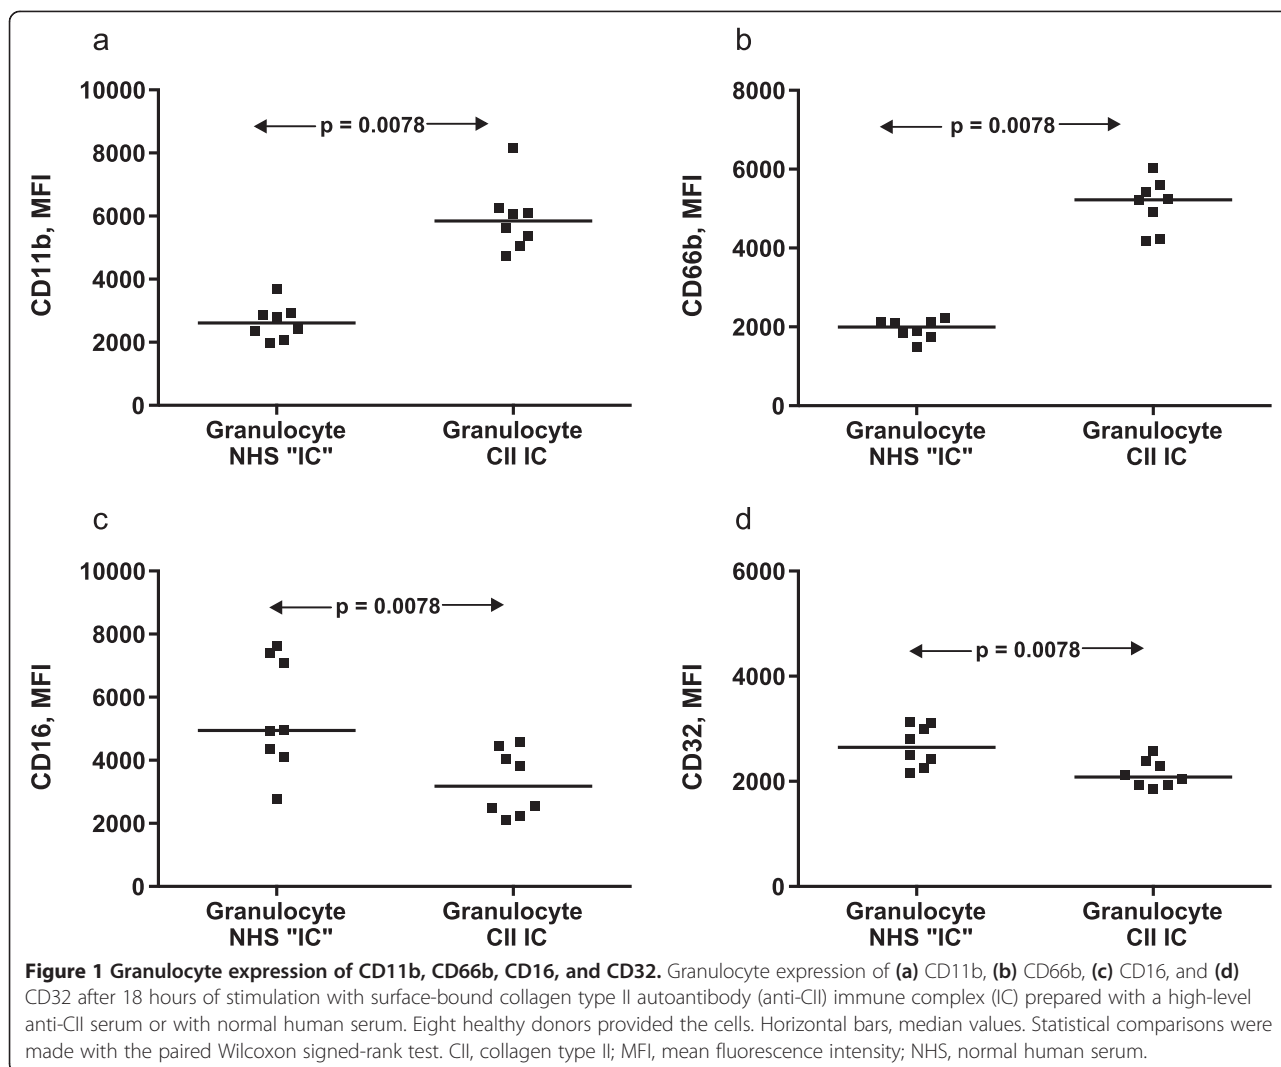 a
10000
8000
6000
4000
2000
0
CD11b, MFI
p = 0.0078
Granulocyte
NHS "IC"
Granulocyte
CII IC
b
8000
6000
4000
2000
0
CD66b, MFI
p = 0.0078
Granulocyte
NHS "IC"
Granulocyte
CII IC
c
10000
8000
6000
4000
2000
0
CD16, MFI
p = 0.0078
Granulocyte
NHS "IC"
Granulocyte
CII IC
d
6000
4000
2000
0
CD32, MFI
p = 0.0078
Granulocyte
NHS "IC"
Granulocyte
CII IC
Figure 1 Granulocyte expression of CD11b, CD66b, CD16, and CD32. Granulocyte expression of (a) CD11b, (b) CD66b, (c) CD16, and (d)
CD32 after 18 hours of stimulation with surface-bound collagen type II autoantibody (anti-CII) immune complex (IC) prepared with a high-level
anti-CII serum or with normal human serum. Eight healthy donors provided the cells. Horizontal bars, median values. Statistical comparisons were
made with the paired Wilcoxon signed-rank test. CII, collagen type II; MFI, mean fluorescence intensity; NHS, normal human serum.